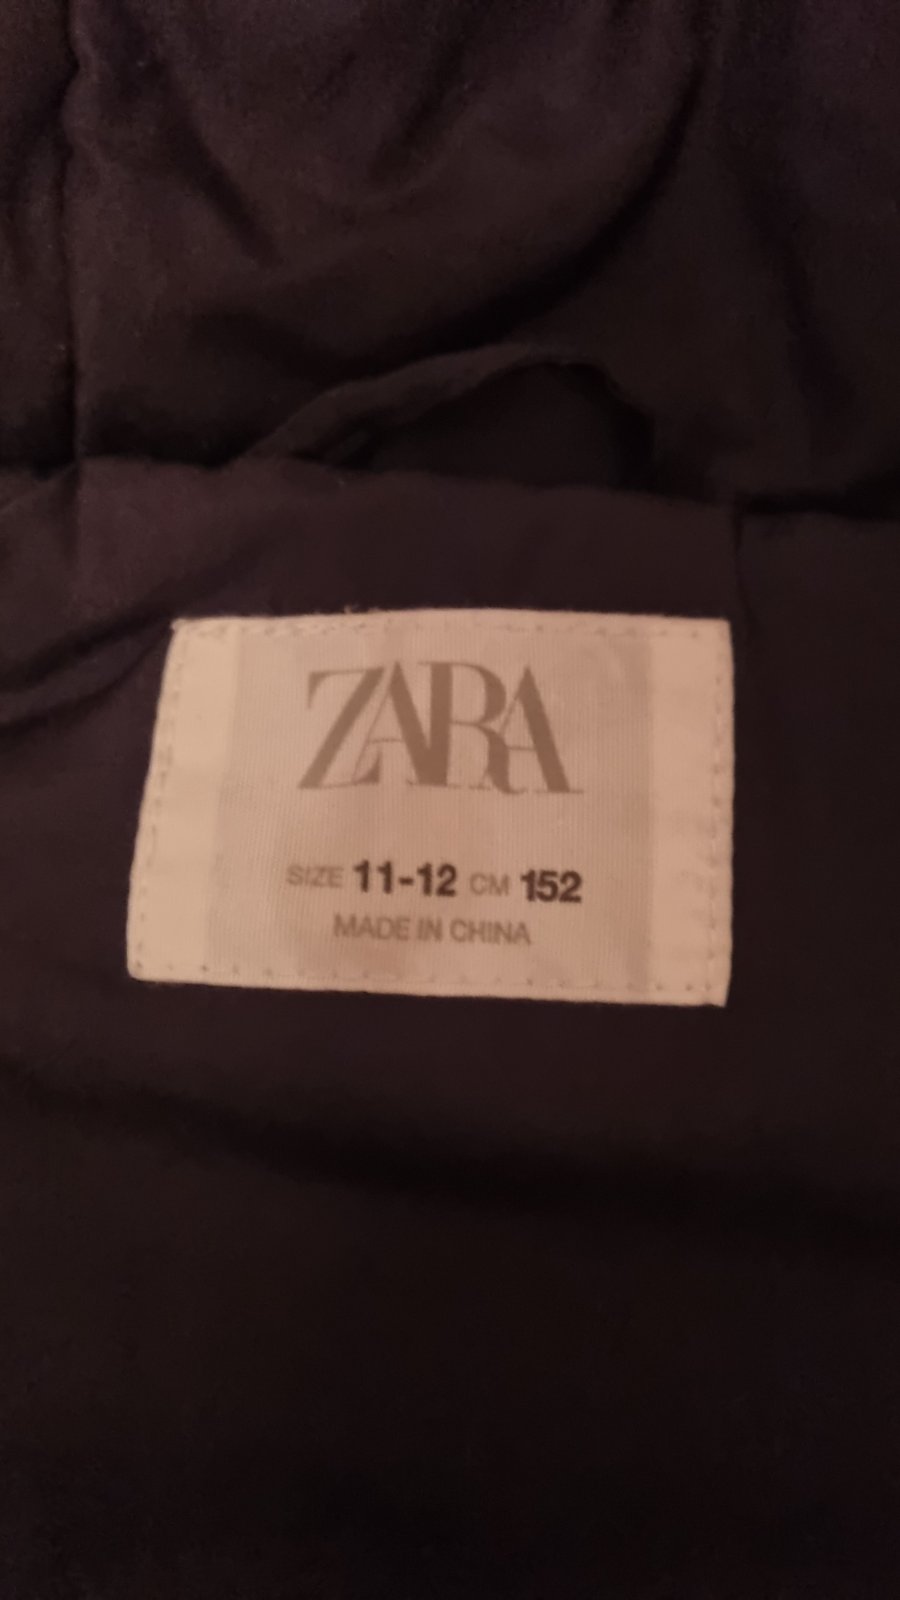 ZARA
SIZE 11-12 CM 152
MADE IN CHINA